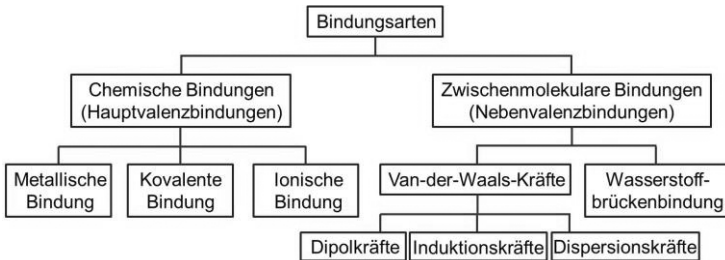 Bindungsarten
Chemische Bindungen
(Hauptvalenzbindungen)
Zwischenmolekulare Bindungen
(Nebenvalenzbindungen)
Metallische
Bindung
Kovalente
Bindung
Ionische
Bindung
Van-der-Waals-Kräfte
Wasserstoff-
brückenbindung
Dipolkräfte
Induktionskräfte
Dispersionskräfte